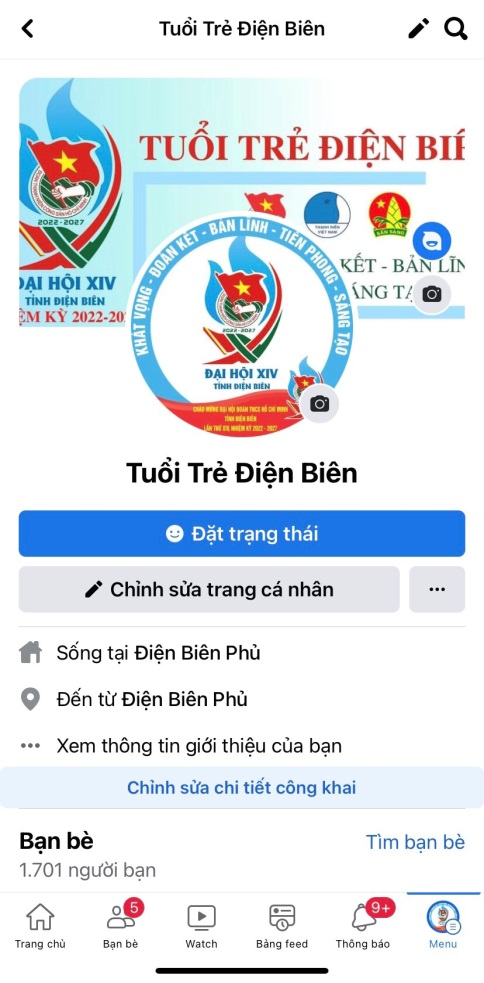 Tuổi Trẻ Điện Biên
TUỔI TRẺ ĐIỆN BIÊ
2022-2027
ĐẠI HỘI XIV
TỈNH ĐIỆN BIÊN
ỆM KỲ 2022-20
THANH NIÊN
VIỆT NAM
SẴN SÀNG
KẾT - BẢN LĨN
ÁNG TẠ
KHÁT VỌNG - ĐOÀN KẾT - BẢN LĨNH - TIÊN PHONG - SÁNG TẠO
2022-2027
ĐẠI HỘI XIV
TỈNH ĐIỆN BIÊN
CHÀO MỪNG ĐẠI HỘI ĐOÀN TNCS HỒ CHÍ MINH
TỈNH ĐIỆN BIÊN
LẦN THỨ XIV, NHIỆM KỲ 2022 - 2027
Tuổi Trẻ Điện Biên
Đặt trạng thái
Chỉnh sửa trang cá nhân
Sống tại Điện Biên Phủ
Đến từ Điện Biên Phủ
Xem thông tin giới thiệu của bạn
Chỉnh sửa chi tiết công khai
Bạn bè
Tìm bạn bè
1.701 người bạn
5
9+
Trang chủ
Bạn bè
Watch
Bảng feed
Thông báo
Menu